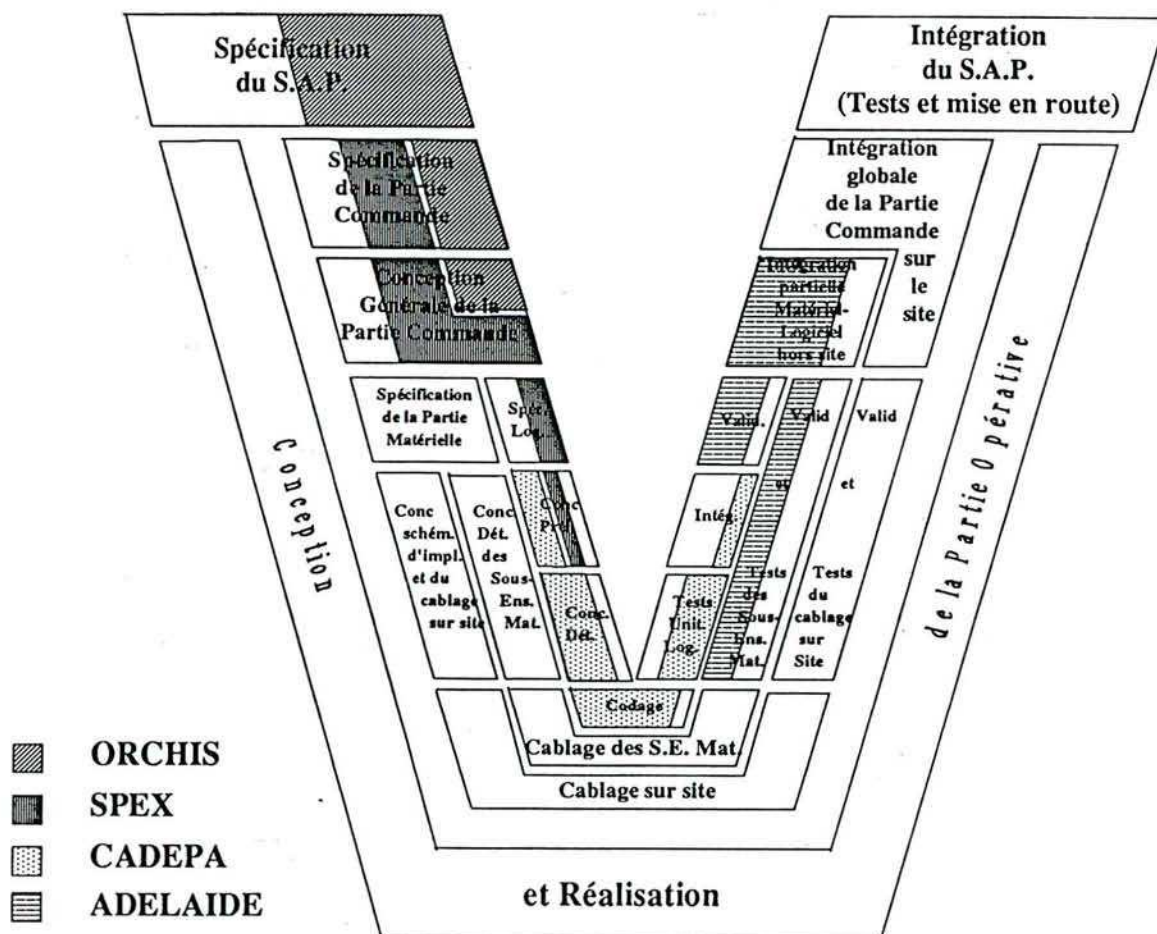 Spécification
du S.A.P.
Intégration
du S.A.P.
(Tests et mise en route)
Spécification
de la Partie
Commande
Intégration
globale
de la Partie
Commande
sur
le
site
Conception
Générale de la
Partie Commande
Intégration
partielle
Matériel-
Logiciel
hors site
Spécification
de la Partie
Matérielle
Spéc.
Log.
Valid.
Valid
et
Tests
des
Sous-
Ens.
Mat.
Valid
et
Tests
du
cablage
sur
Site
Conc
schém.
d'impl.
et du
cablage
sur site
Conc
Dét.
des
Sous-
Ens.
Mat.
Conc
Intég.
Conc.
Dét.
Tests
Unit.
Log.
Codage
Cablage des S.E. Mat.
Cablage sur site
Conception
et Réalisation
de la Partie Opérative
ORCHIS
SPEX
CADEPA
ADELAIDE